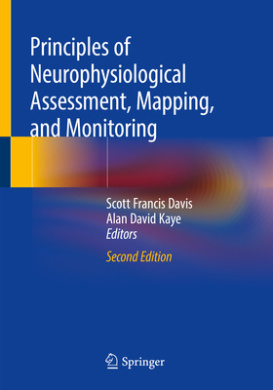 Principles of
Neurophysiological
Assessment, Mapping,
and Monitoring
Scott Francis Davis
Alan David Kaye
Editors
Second Edition
Springer